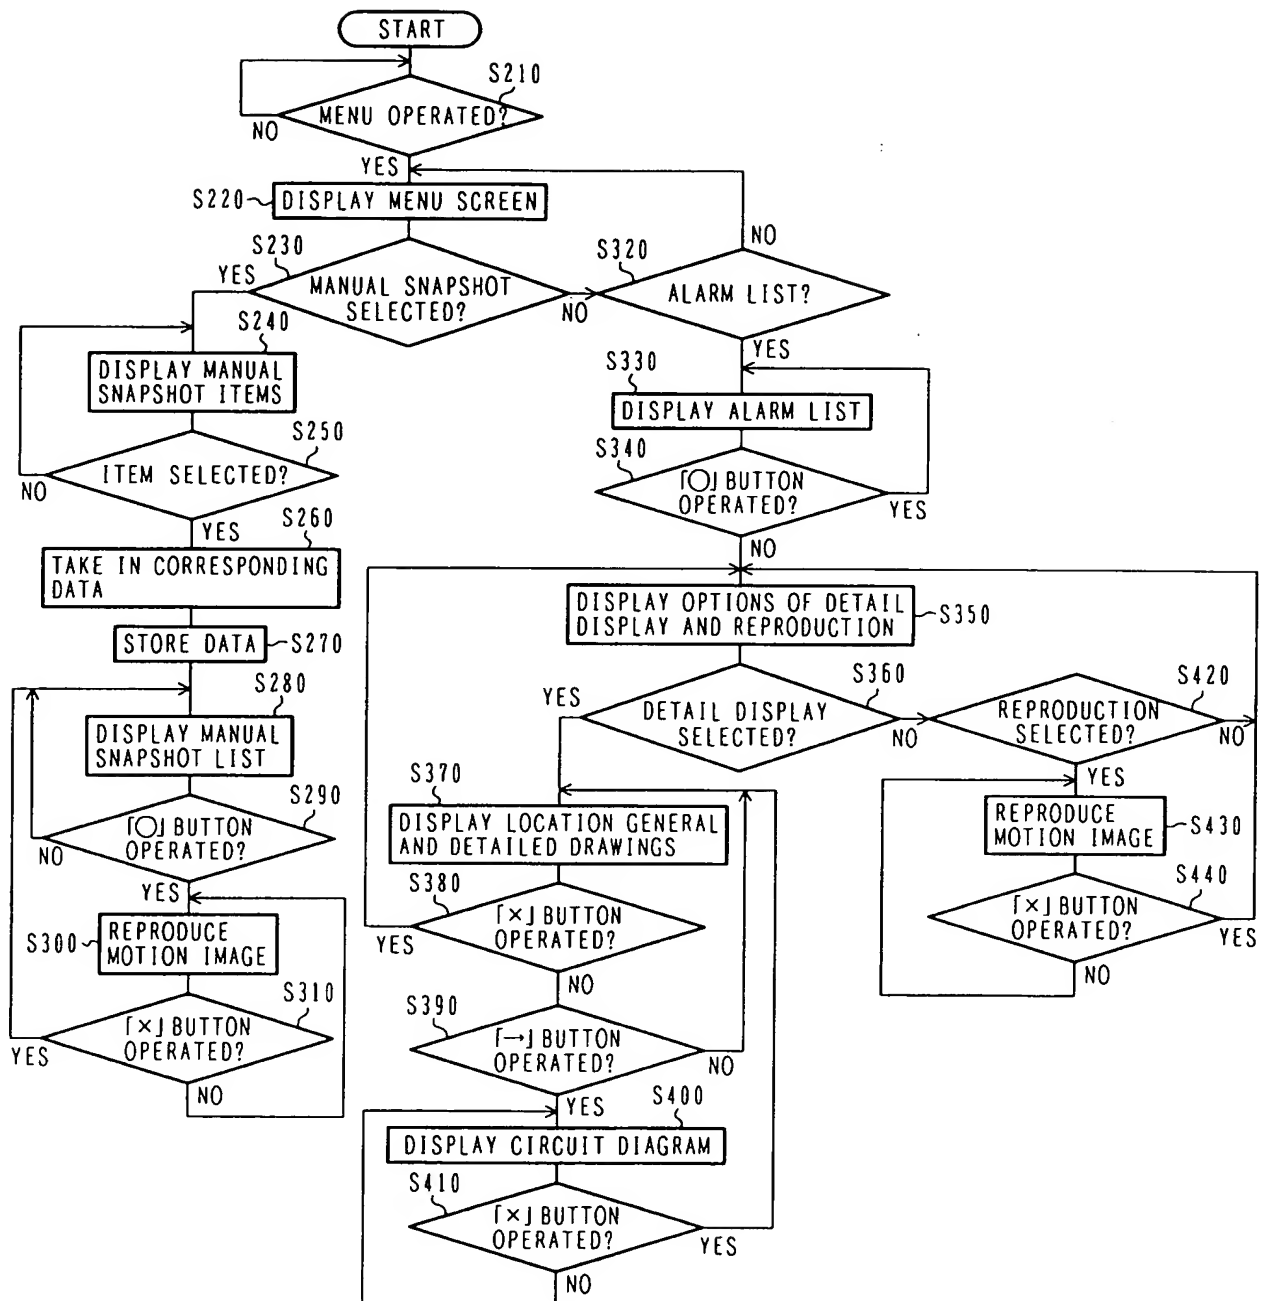 START
S210
MENU OPERATED?
NO
YES
S220
DISPLAY MENU SCREEN
S230
YES
MANUAL SNAPSHOT
SELECTED?
NO
S320
NO
ALARM LIST?
YES
S240
DISPLAY MANUAL
SNAPSHOT ITEMS
S250
ITEM SELECTED?
NO
YES
S260
TAKE IN CORRESPONDING
DATA
STORE DATA
S270
S280
DISPLAY MANUAL
SNAPSHOT LIST
S290
「○」BUTTON
OPERATED?
NO
YES
S300
REPRODUCE
MOTION IMAGE
S310
「×」BUTTON
OPERATED?
YES
NO
S330
DISPLAY ALARM LIST
S340
「○」BUTTON
OPERATED?
YES
NO
DISPLAY OPTIONS OF DETAIL
DISPLAY AND REPRODUCTION
S350
S360
YES
DETAIL DISPLAY
SELECTED?
NO
S420
REPRODUCTION
SELECTED?
NO
YES
REPRODUCE
MOTION IMAGE
S430
S440
「×」BUTTON
OPERATED?
YES
NO
S370
DISPLAY LOCATION GENERAL
AND DETAILED DRAWINGS
S380
「×」BUTTON
OPERATED?
YES
NO
S390
「→」BUTTON
OPERATED?
NO
YES
S400
DISPLAY CIRCUIT DIAGRAM
S410
「×」BUTTON
OPERATED?
YES
NO